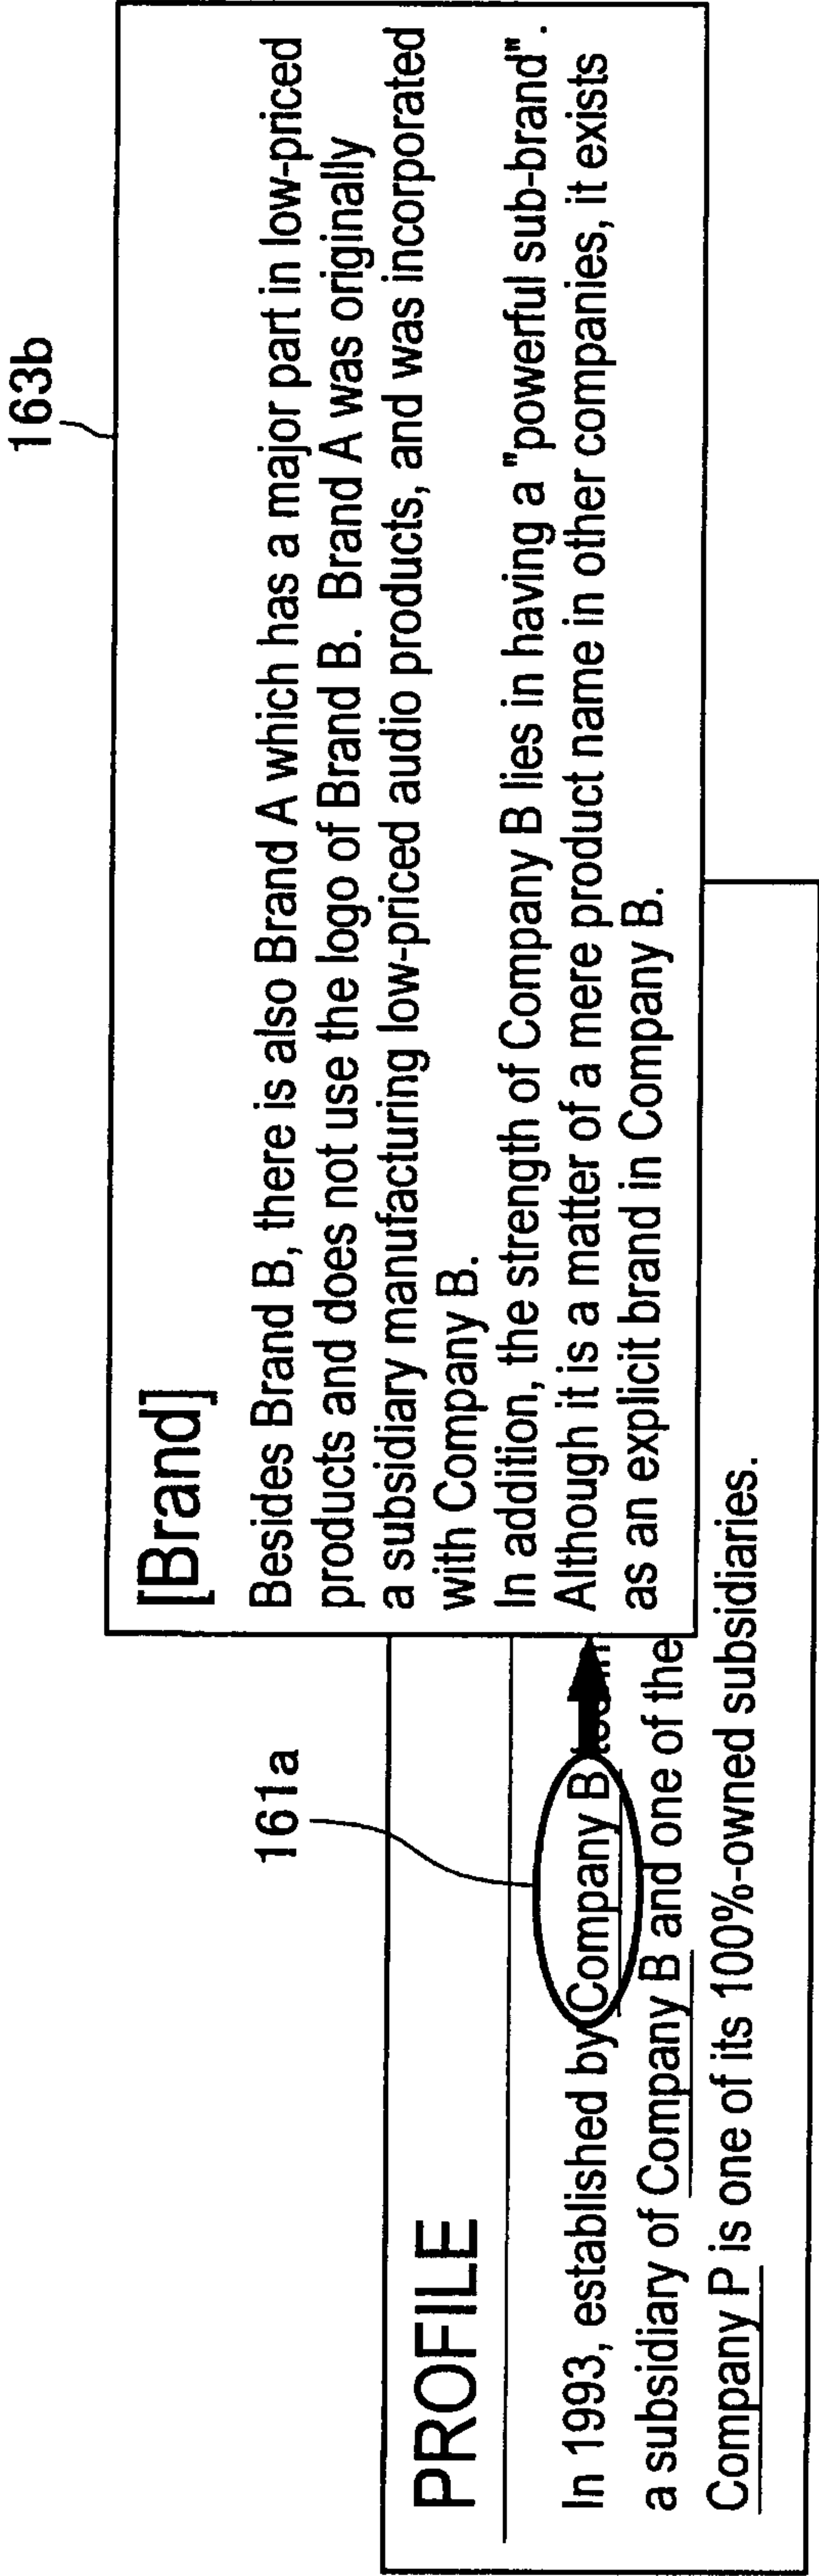 163b
[Brand]
Besides Brand B, there is also Brand A which has a major part in low-priced
products and does not use the logo of Brand B. Brand A was originally
a subsidiary manufacturing low-priced audio products, and was incorporated
with Company B.
In addition, the strength of Company B lies in having a "powerful sub-brand".
Although it is a matter of a mere product name in other companies, it exists
as an explicit brand in Company B.
161a
PROFILE
In 1993, established by Company B
a subsidiary of Company B and one of the
Company P is one of its 100%-owned subsidiaries.